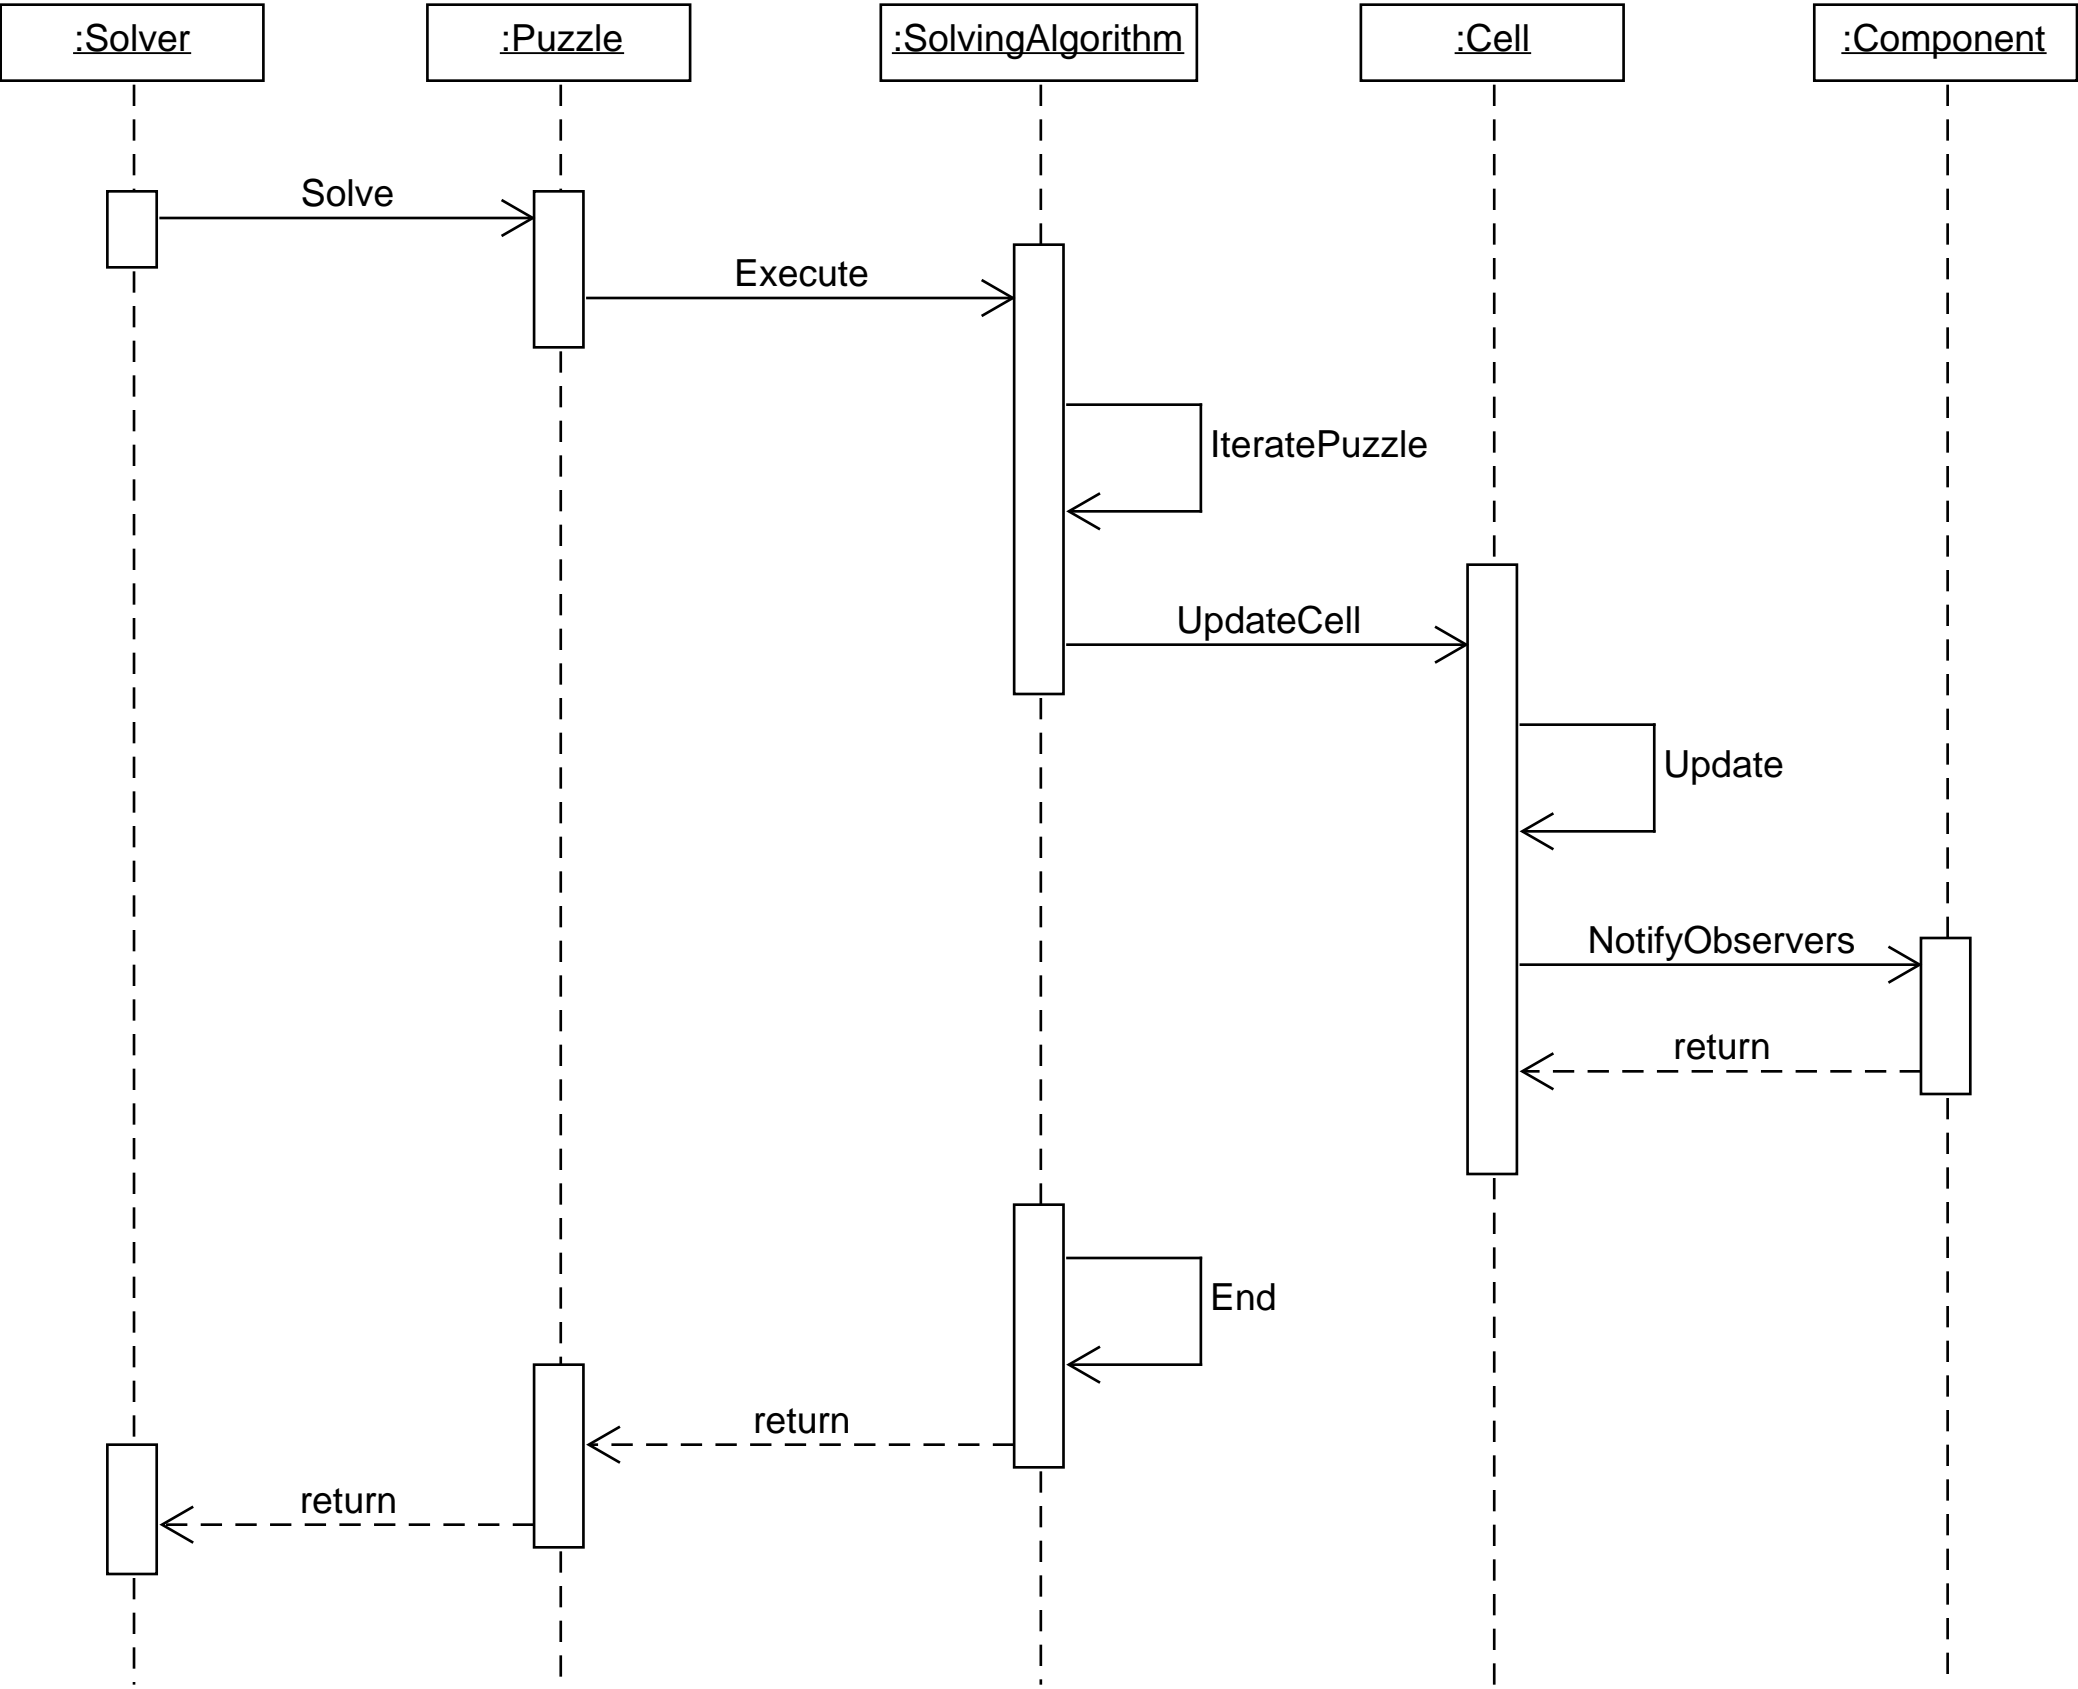 :Solver
:Puzzle
:SolvingAlgorithm
:Cell
:Component
Solve
Execute
IteratePuzzle
UpdateCell
Update
NotifyObservers
return
End
return
return